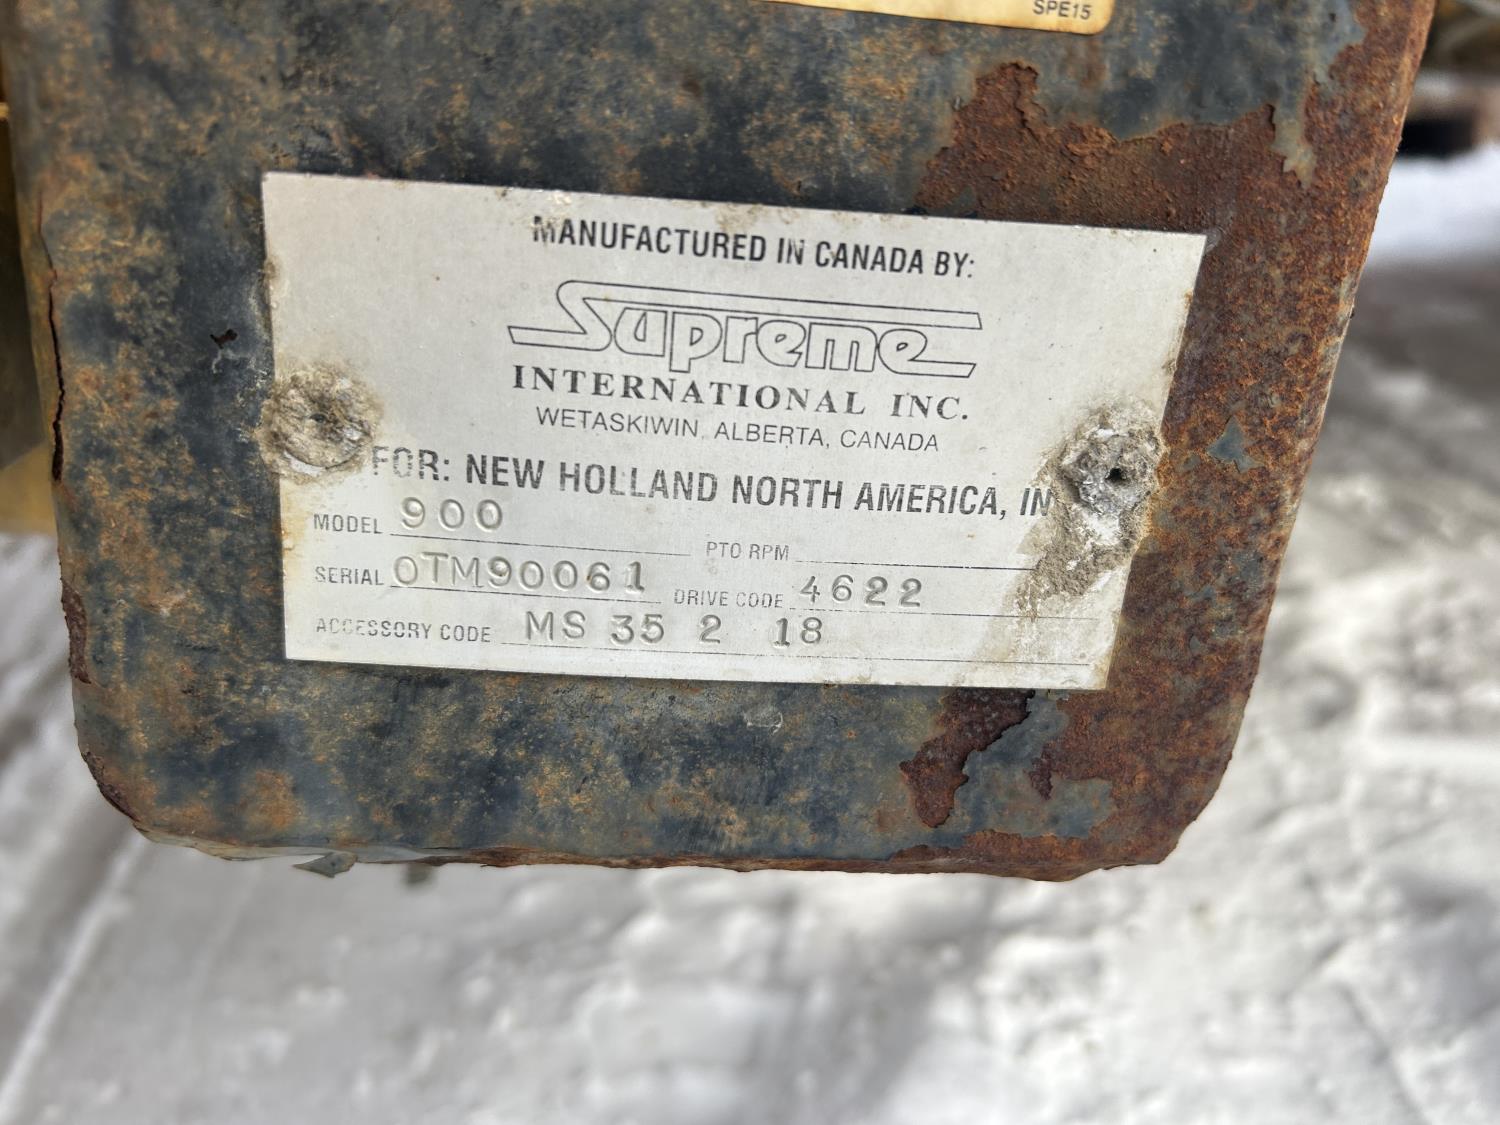 SPE15
MANUFACTURED IN CANADA BY:
Supreme
INTERNATIONAL INC.
WETASKIWIN, ALBERTA, CANADA
FOR: NEW HOLLAND NORTH AMERICA, IN
MODEL 900 PTO RPM
SERIAL OTM90061 DRIVE CODE 4622
ACCESSORY CODE MS 35 2 18